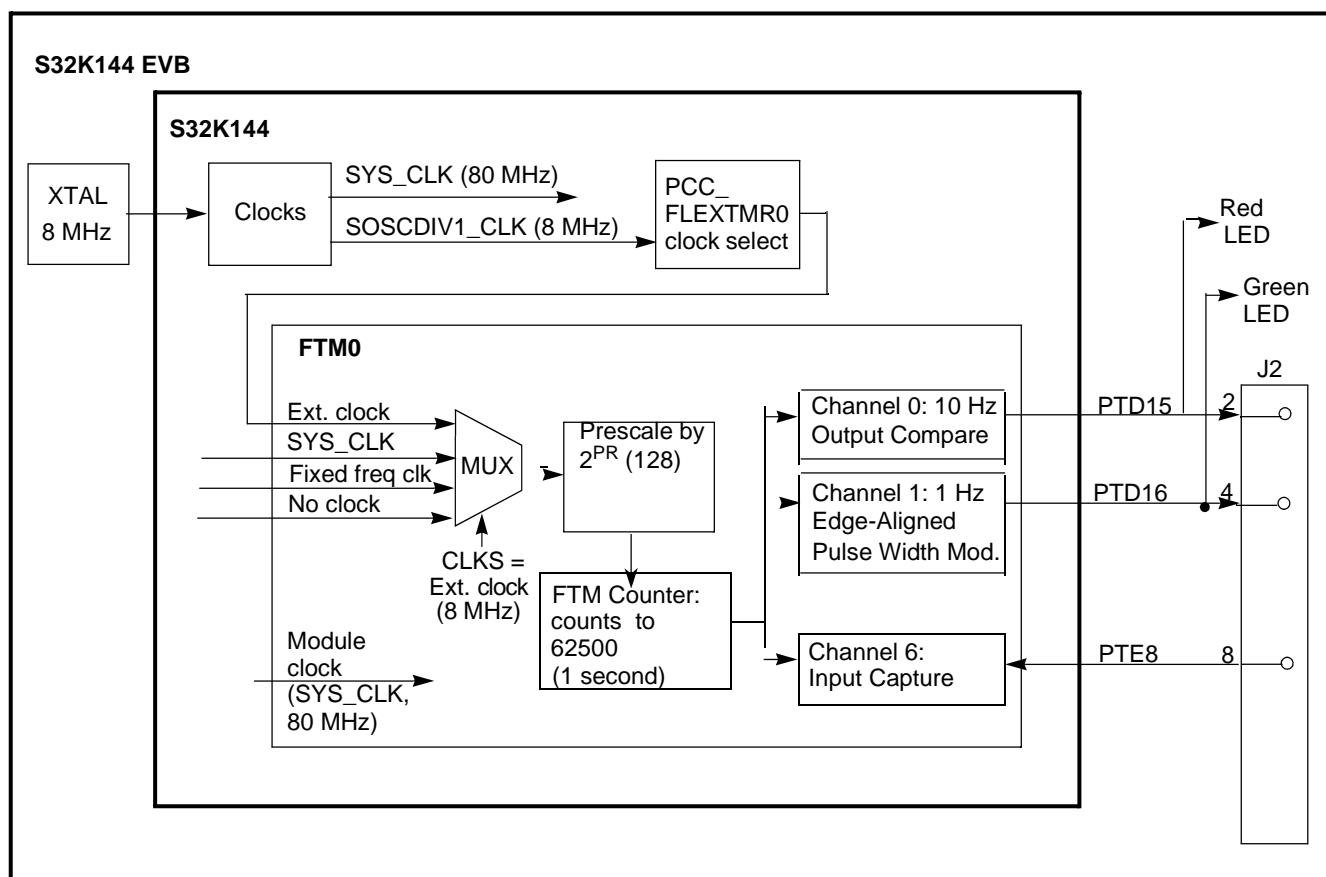 S32K144 EVB
S32K144
XTAL
8 MHz
Clocks
SYS_CLK (80 MHz)
SOSCDIV1_CLK (8 MHz)
PCC_
FLEXTMR0
clock select
Red
LED
Green
LED
FTM0
Ext. clock
SYS_CLK
Fixed freq clk
No clock
MUX
CLKS =
Ext. clock
(8 MHz)
Prescale by
2^PR (128)
FTM Counter:
counts to
62500
(1 second)
Module
clock
(SYS_CLK,
80 MHz)
Channel 0: 10 Hz
Output Compare
Channel 1: 1 Hz
Edge-Aligned
Pulse Width Mod.
Channel 6:
Input Capture
PTD15
PTD16
PTE8
J2
2
4
8